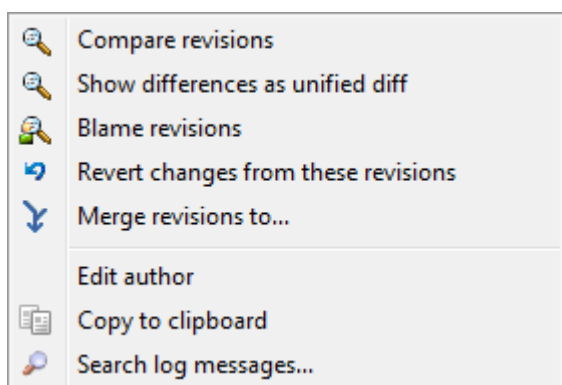 Compare revisions
Show differences as unified diff
Blame revisions
Revert changes from these revisions
Merge revisions to...
Edit author
Copy to clipboard
Search log messages...